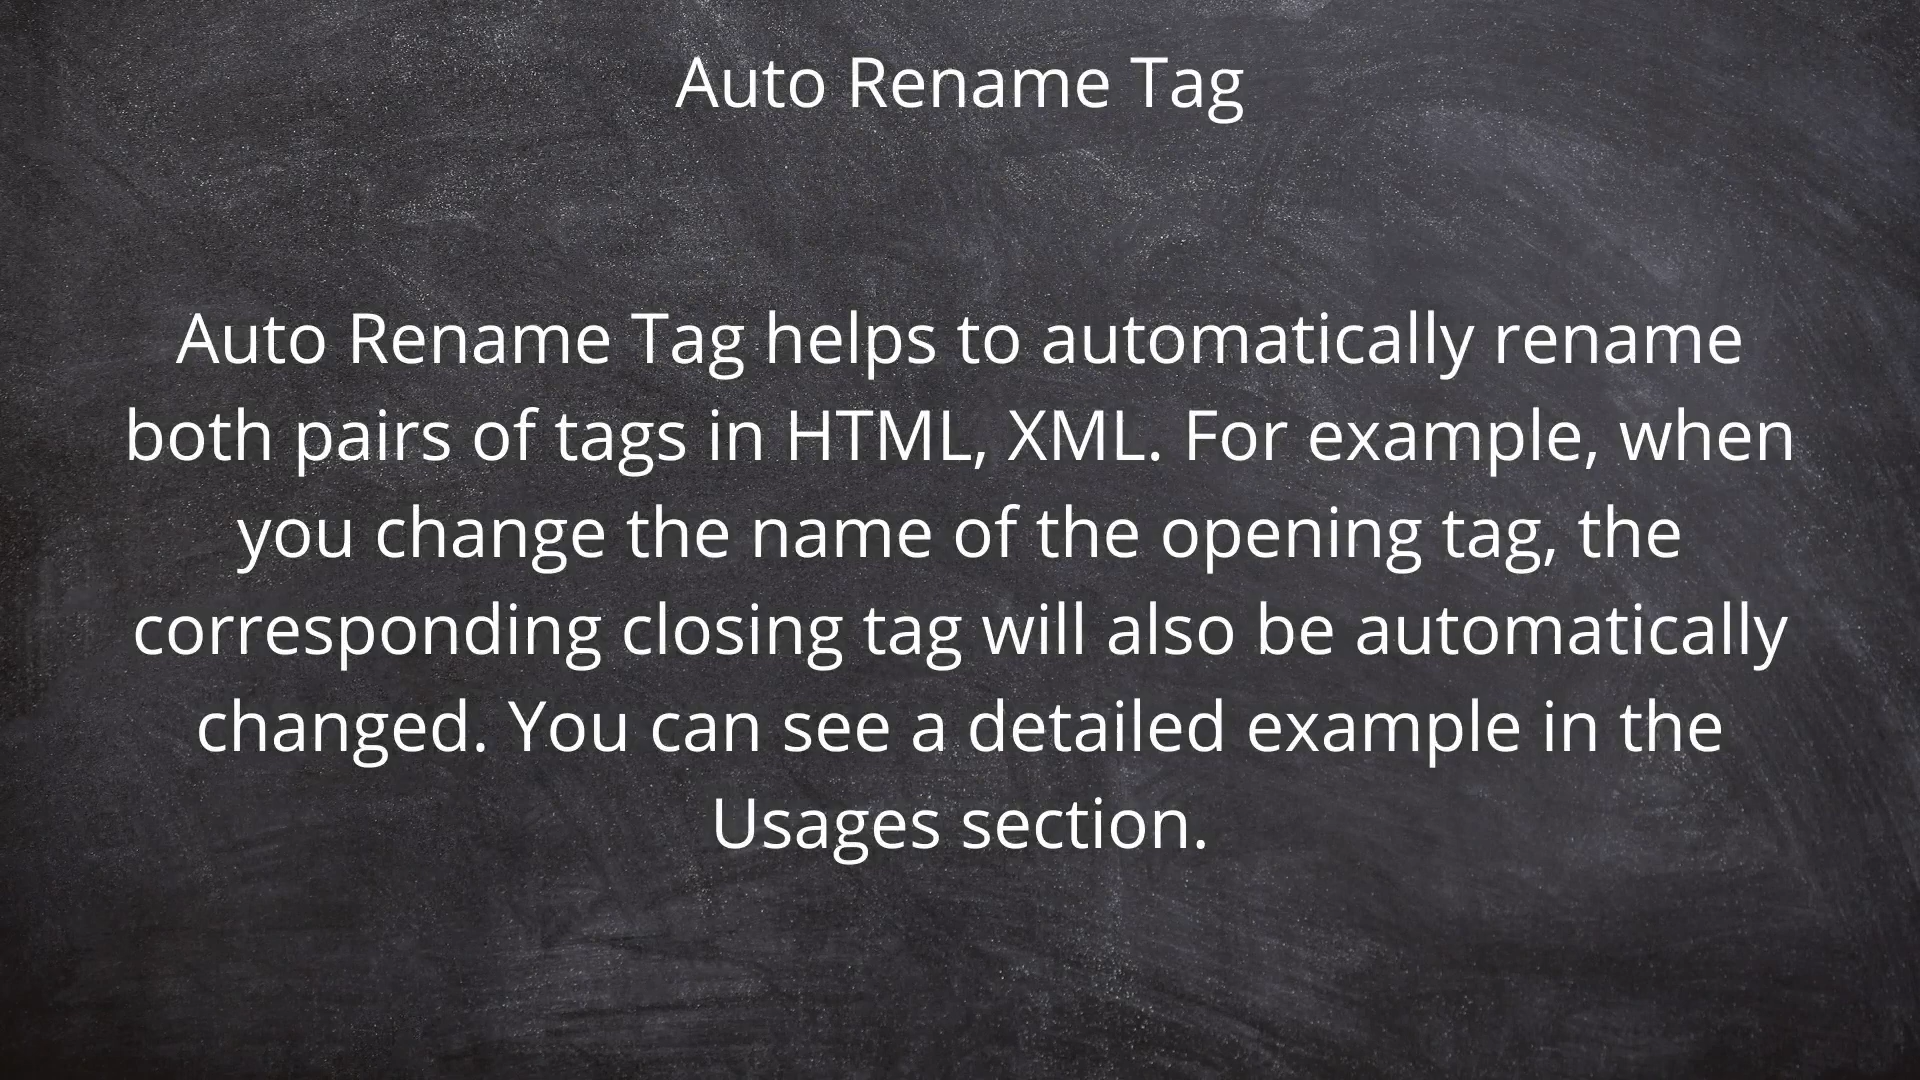 Auto Rename Tag
Auto Rename Tag helps to automatically rename
both pairs of tags in HTML, XML. For example, when
you change the name of the opening tag, the
corresponding closing tag will also be automatically
changed. You can see a detailed example in the
Usages section.